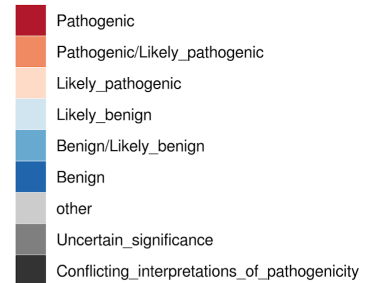 Pathogenic
Pathogenic/Likely_pathogenic
Likely_pathogenic
Likely_benign
Benign/Likely_benign
Benign
other
Uncertain_significance
Conflicting_interpretations_of_pathogenicity